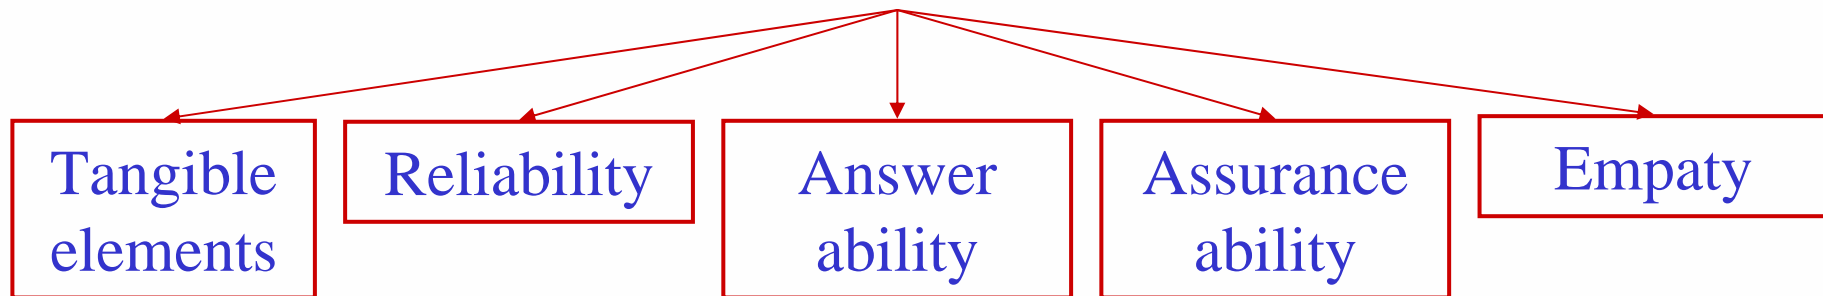 Tangible
elements
Reliability
Answer
ability
Assurance
ability
Empaty